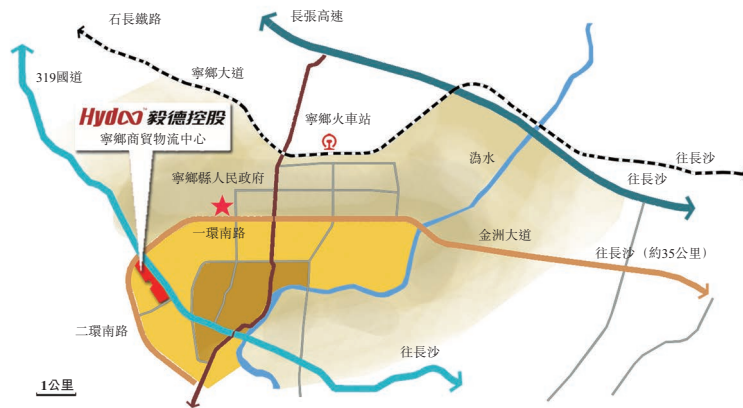 石長鐵路
長張高速
319國道
寧鄉大道
Hydoo™ 毅德控股
寧鄉商貿物流中心
寧鄉火車站
溈水
往長沙
往長沙
寧鄉縣人民政府
一環南路
金洲大道
往長沙（約35公里）
二環南路
往長沙
1公里